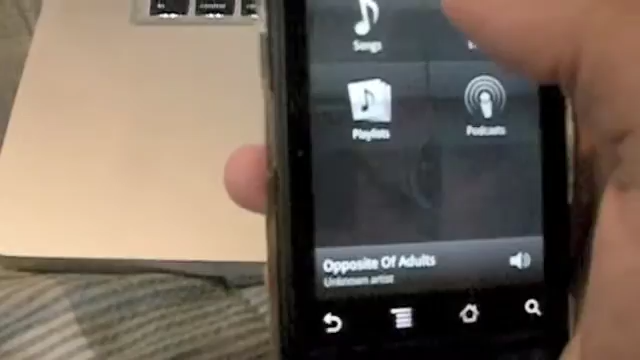 Songs
Playlists
Podcasts
Opposite Of Adults
Unknown artist